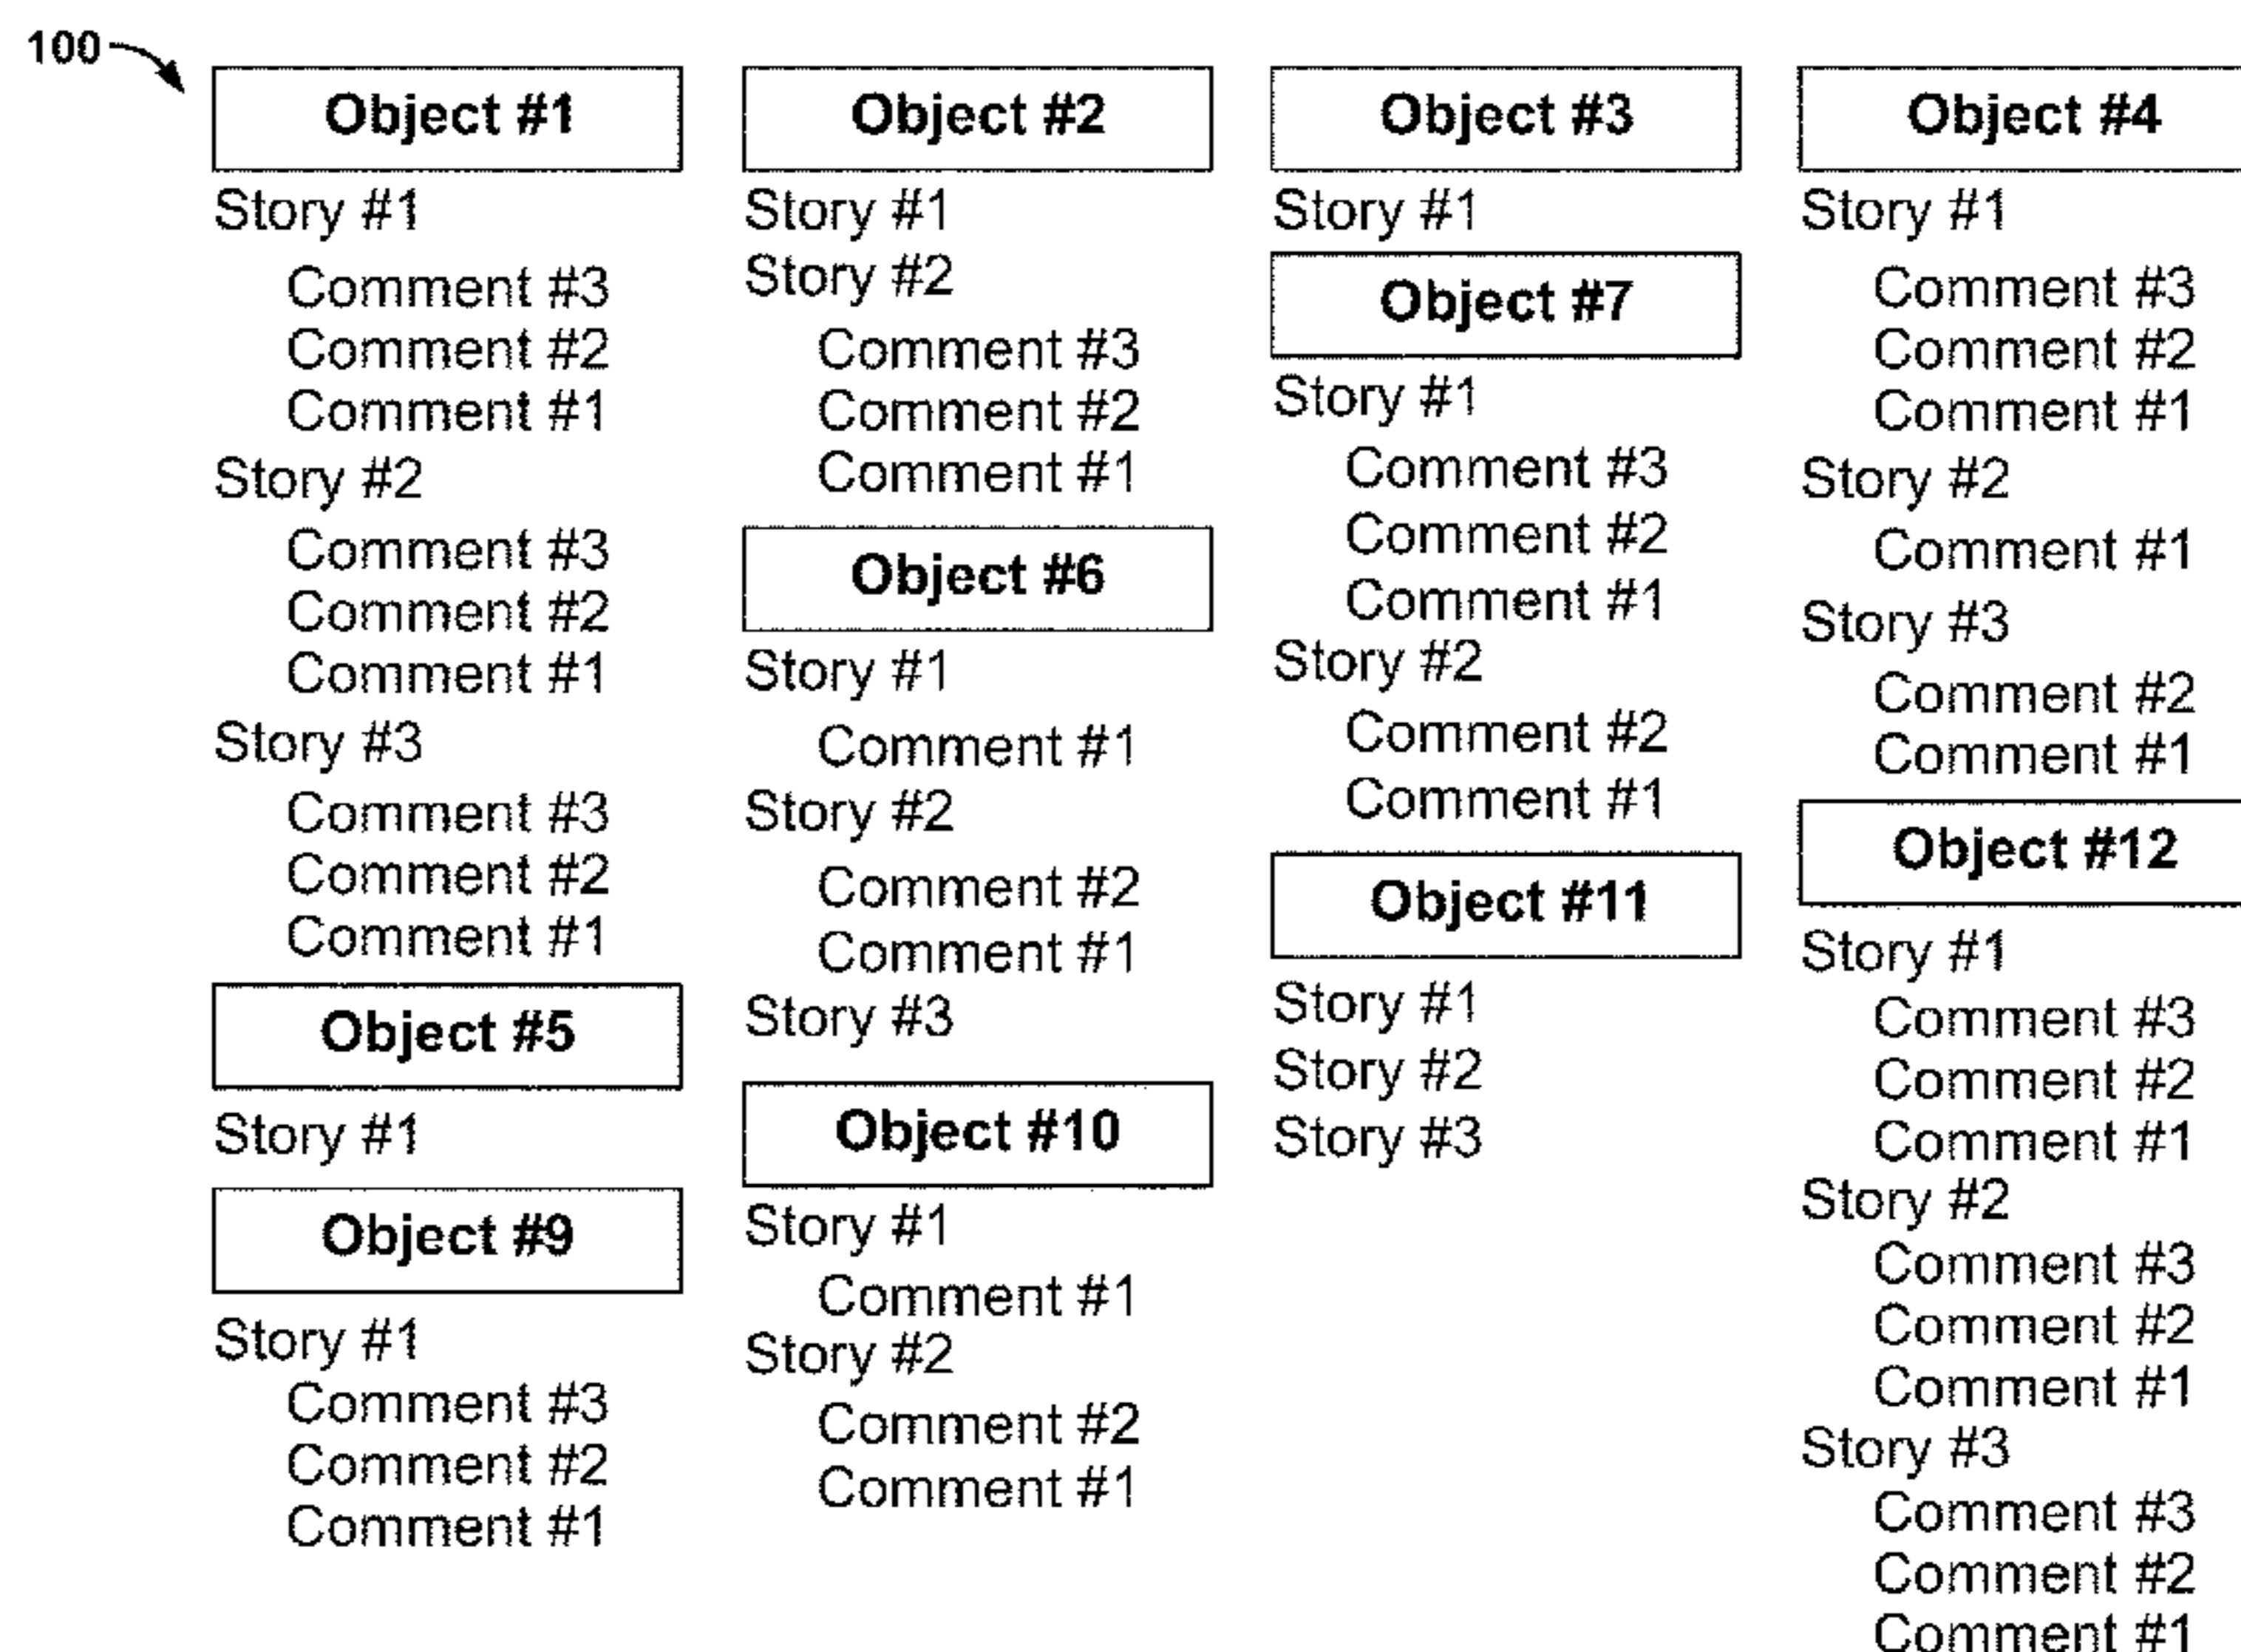 100
Object #1
Story #1
Comment #3
Comment #2
Comment #1
Story #2
Comment #3
Comment #2
Comment #1
Story #3
Comment #3
Comment #2
Comment #1
Object #5
Story #1
Object #9
Story #1
Comment #3
Comment #2
Comment #1
Object #2
Story #1
Story #2
Comment #3
Comment #2
Comment #1
Object #6
Story #1
Comment #1
Story #2
Comment #2
Comment #1
Story #3
Object #10
Story #1
Comment #1
Story #2
Comment #2
Comment #1
Object #3
Story #1
Object #7
Story #1
Comment #3
Comment #2
Comment #1
Story #2
Comment #2
Comment #1
Object #11
Story #1
Story #2
Story #3
Object #4
Story #1
Comment #3
Comment #2
Comment #1
Story #2
Comment #1
Story #3
Comment #2
Comment #1
Object #12
Story #1
Comment #3
Comment #2
Comment #1
Story #2
Comment #3
Comment #2
Comment #1
Story #3
Comment #3
Comment #2
Comment #1